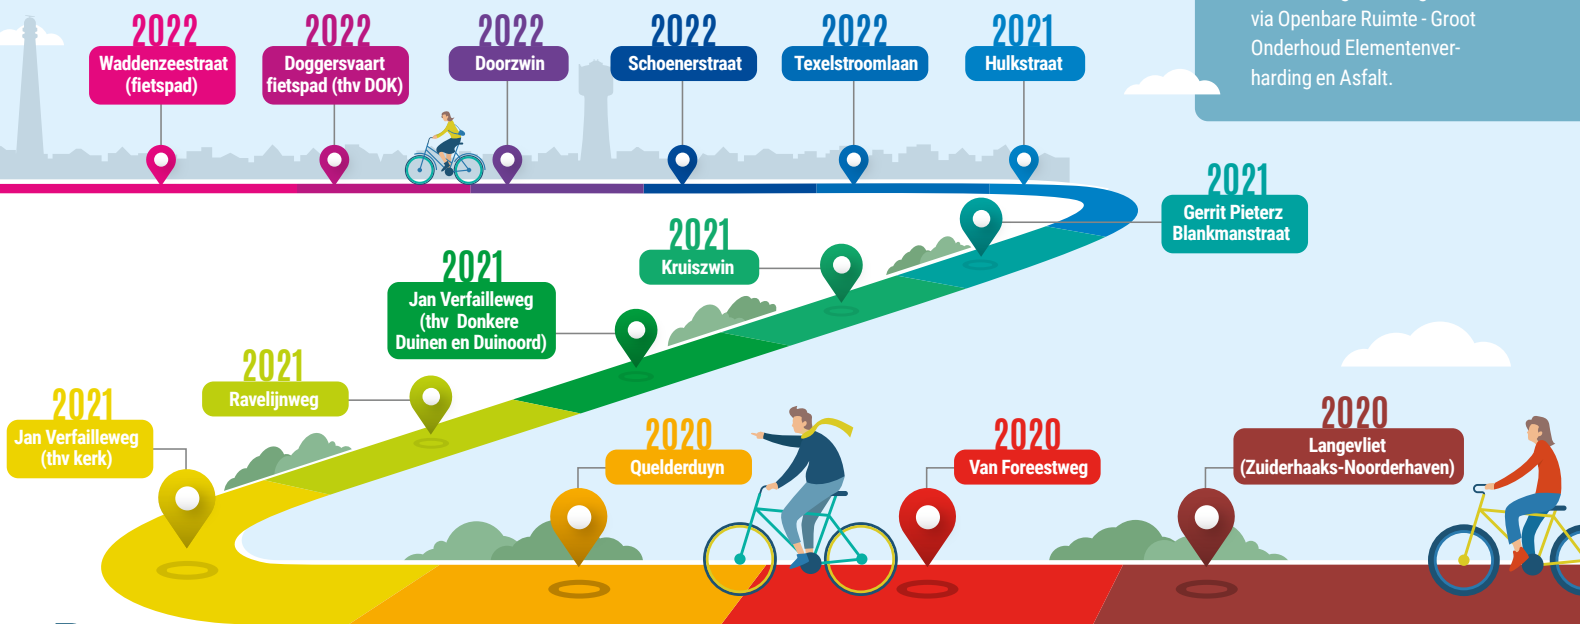 via Openbare Ruimte - Groot
Onderhoud Elementenver-
harding en Asfalt.
2022
Waddenzeestraat
(fietspad)
2022
Doggersvaart
fietspad (thv DOK)
2022
Doorzwin
2022
Schoenerstraat
2022
Texelstroomlaan
2021
Hulkstraat
2021
Gerrit Pieterz
Blankmanstraat
2021
Kruiszwin
2021
Jan Verfailleweg
(thv Donkere
Duinen en Duinoord)
2021
Ravelijnweg
2021
Jan Verfailleweg
(thv kerk)
2020
Quelderduyn
2020
Van Foreestweg
2020
Langevliet
(Zuiderhaaks-Noorderhaven)